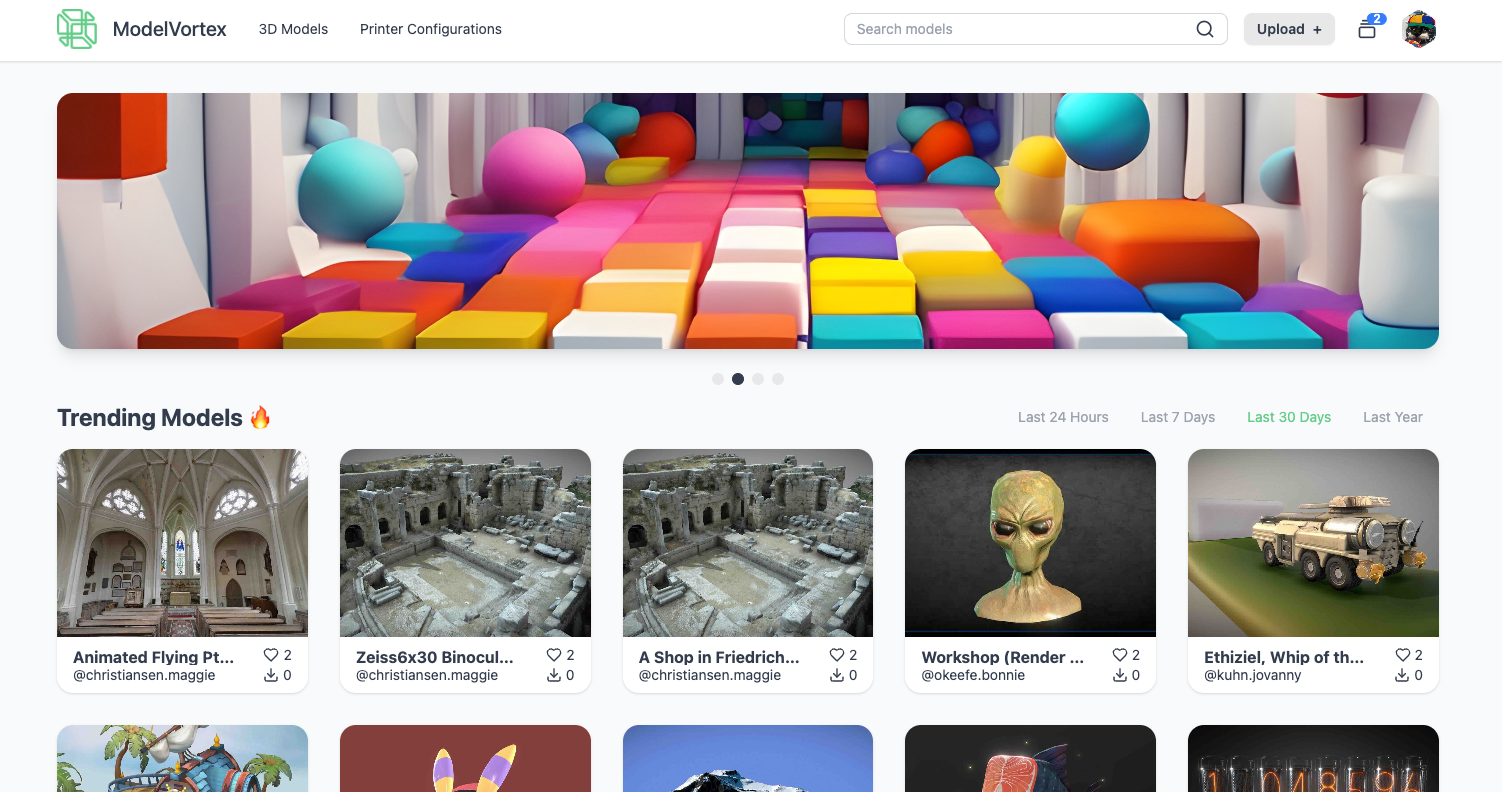 ModelVortex
3D Models
Printer Configurations
Search models
Upload +
2
Trending Models 🔥
Last 24 Hours
Last 7 Days
Last 30 Days
Last Year
Animated Flying Pt...
2
@christiansen.maggie
0
Zeiss6x30 Binocul...
2
@christiansen.maggie
0
A Shop in Friedrich...
2
@christiansen.maggie
0
Workshop (Render ...
2
@okeefe.bonnie
0
Ethiziel, Whip of th...
2
@kuhn.jovanny
0